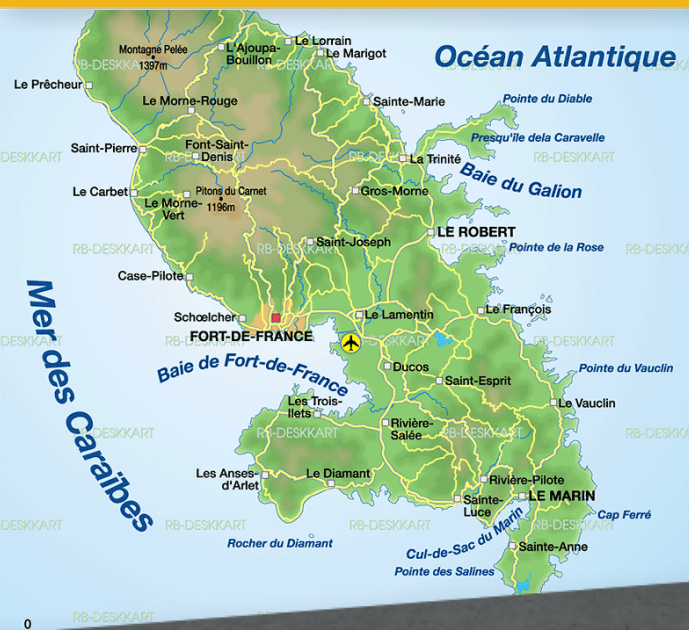 Océan Atlantique
Montagne Pelée
1397m
L'Ajoupa-
Bouillon
Le Lorrain
Le Marigot
Le Prêcheur
Le Morne-Rouge
Sainte-Marie
Pointe du Diable
Presqu'ile dela Caravelle
Saint-Pierre
Font-Saint-
Denis
La Trinité
Baie du Galion
Le Carbet
Le Morne-
Vert
Pitons du Carnet
1196m
Gros-Morne
LE ROBERT
Saint-Joseph
Pointe de la Rose
Case-Pilote
Mer des Caraïbes
Schœlcher
FORT-DE-FRANCE
Le Lamentin
Le François
Baie de Fort-de-France
Ducos
Saint-Esprit
Pointe du Vauclin
Les Trois-
Ilets
Le Vauclin
Rivière-
Salée
Les Anses-
d'Arlet
Le Diamant
Rivière-Pilote
LE MARIN
Sainte-
Luce
Cap Ferré
Rocher du Diamant
Cul-de-Sac du Marin
Sainte-Anne
Pointe des Salines
0
RB-DESKKART